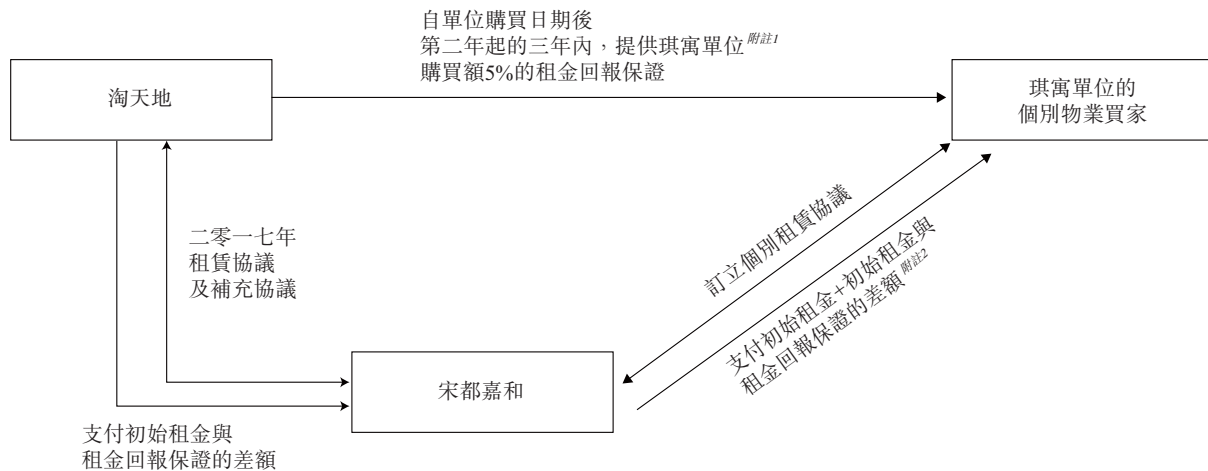 自單位購買日期後
第二年起的三年內，提供琪寓單位附註1
購買額5%的租金回報保證
淘天地
琪寓單位的
個別物業買家
二零一七年
租賃協議
及補充協議
訂立個別租賃協議
支付初始租金+初始租金與
租金回報保證的差額附註2
宋都嘉和
支付初始租金與
租金回報保證的差額